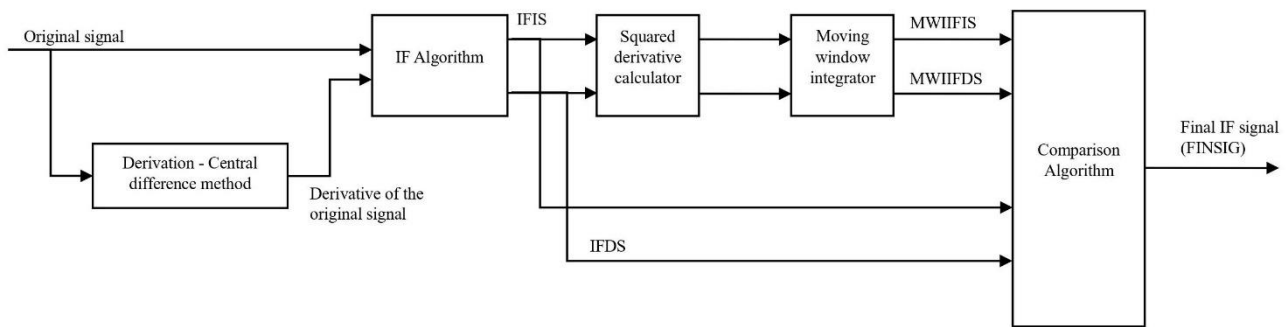 Original signal
Derivation - Central
difference method
Derivative of the
original signal
IF Algorithm
IFIS
IFDS
Squared
derivative
calculator
Moving
window
integrator
MWIIFIS
MWIIFDS
Comparison
Algorithm
Final IF signal
(FINSIG)